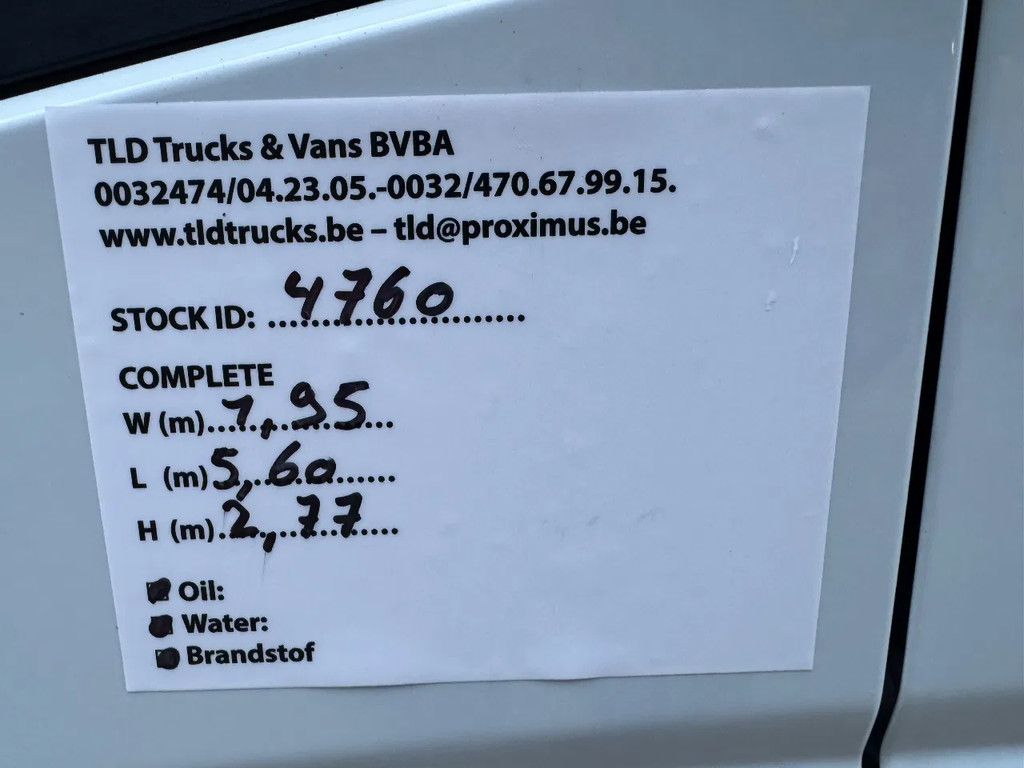 TLD Trucks & Vans BVBA
0032474/04.23.05.-0032/470.67.99.15.
www.tldtrucks.be – tld@proximus.be
STOCK ID: 4760
COMPLETE
W (m) 1,95
L (m) 5,60
H (m) 2,77
Oil:
Water:
Brandstof